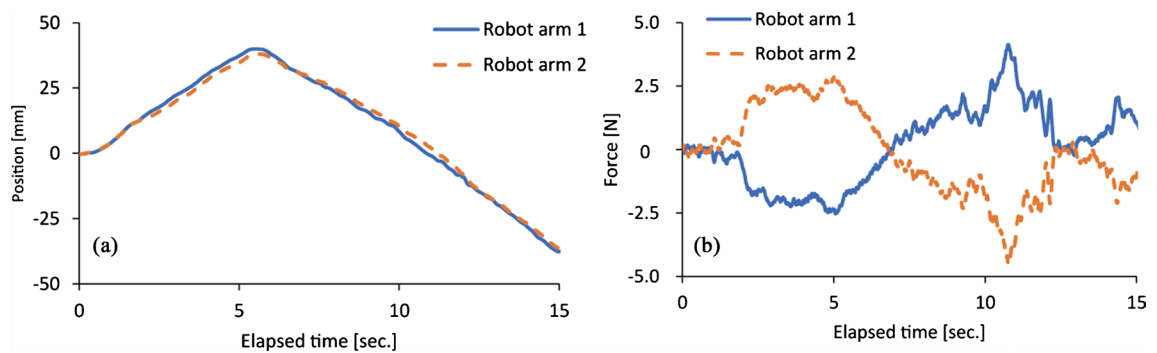 50
25
0
-25
-50
Position [mm]
Robot arm 1
Robot arm 2
(a)
0
5
10
15
Elapsed time [sec.]
5.0
2.5
0
-2.5
-5.0
Force [N]
Robot arm 1
Robot arm 2
(b)
0
5
10
15
Elapsed time [sec.]